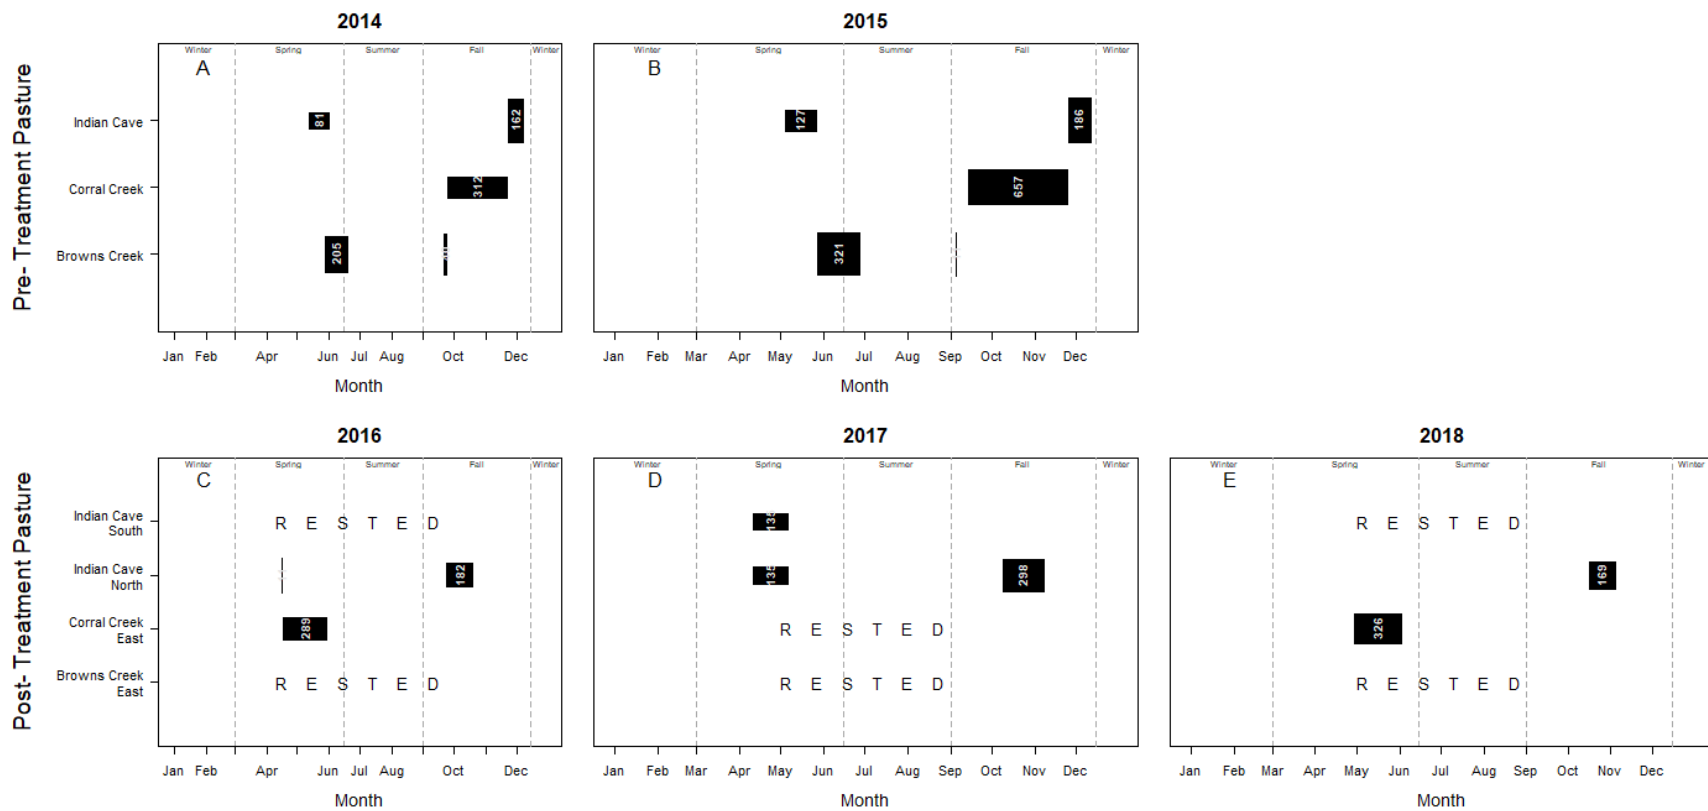 2014
2015
Pre- Treatment Pasture
Winter Spring Summer Fall Winter
A
Indian Cave
Corral Creek
Browns Creek
81
162
312
205
Jan Feb Apr Jun Jul Aug Oct Dec
Month
Winter Spring Summer Fall Winter
B
127
186
657
321
Jan Feb Mar Apr May Jun Jul Aug Sep Oct Nov Dec
Month
2016
2017
2018
Post- Treatment Pasture
Winter Spring Summer Fall Winter
C
Indian Cave
South
R E S T E D
Indian Cave
North
182
Corral Creek
East
289
Browns Creek
East
R E S T E D
Jan Feb Apr Jun Jul Aug Oct Dec
Month
Winter Spring Summer Fall Winter
D
135
135
298
R E S T E D
R E S T E D
Jan Feb Mar Apr May Jun Jul Aug Sep Oct Nov Dec
Month
Winter Spring Summer Fall Winter
E
R E S T E D
169
326
R E S T E D
Jan Feb Mar Apr May Jun Jul Aug Sep Oct Nov Dec
Month